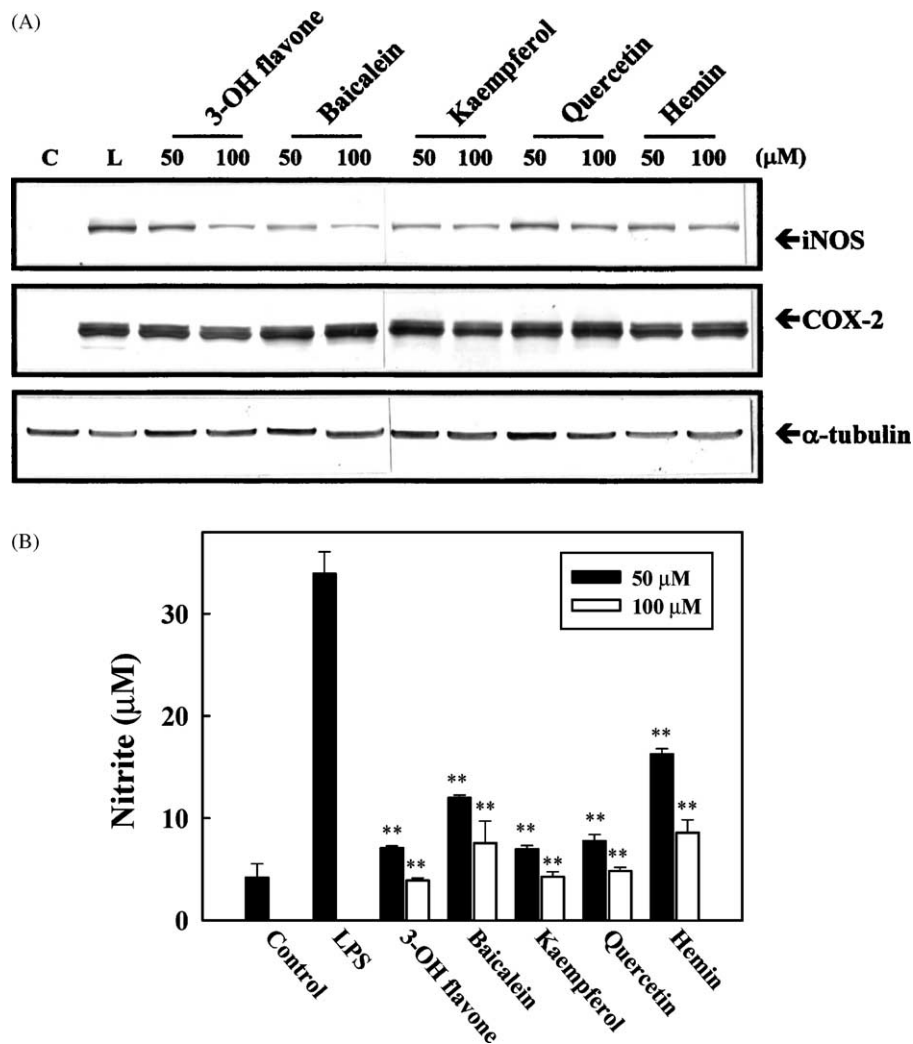 (A)
3-OH flavone
Baicalein
Kaempferol
Quercetin
Hemin
C L 50 100 50 100 50 100 50 100 50 100 (μM)
←iNOS
←COX-2
←α-tubulin
(B)
50 μM
100 μM
Nitrite (μM)
30
20
10
0
** ** ** ** ** ** ** ** ** **
Control
LPS
3-OH flavone
Baicalein
Kaempferol
Quercetin
Hemin